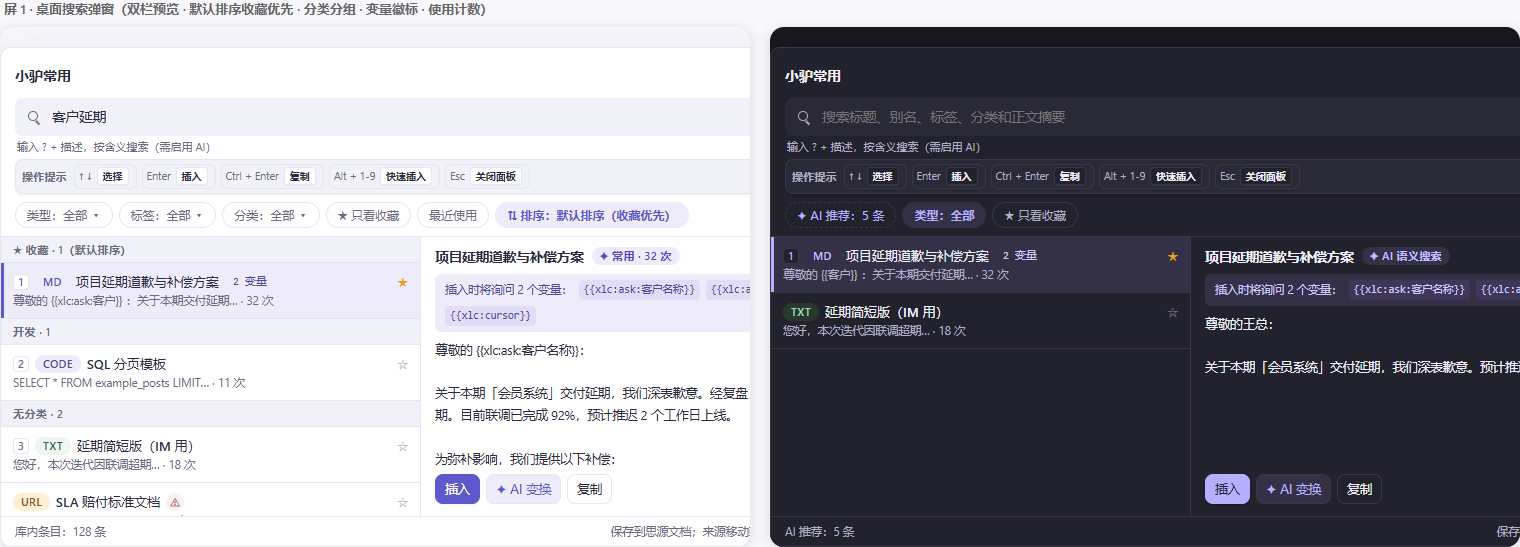 屏 1 · 桌面搜索弹窗（双栏预览 · 默认排序收藏优先 · 分类分组 · 变量徽标 · 使用计数）
小驴常用
客户延期
输入 ? + 描述，按含义搜索（需启用 AI）
操作提示 ↑↓ 选择 Enter 插入 Ctrl + Enter 复制 Alt + 1-9 快速插入 Esc 关闭面板
类型：全部 ▾ 标签：全部 ▾ 分类：全部 ▾ ★ 只看收藏 最近使用 ⇅ 排序：默认排序（收藏优先）
★ 收藏 · 1（默认排序）
1 MD 项目延期道歉与补偿方案 2 变量 ★
尊敬的 {{xlc:ask:客户}} ：关于本期交付延期… · 32 次
开发 · 1
2 CODE SQL 分页模板 ☆
SELECT * FROM example_posts LIMIT… · 11 次
无分类 · 2
3 TXT 延期简短版（IM 用） ☆
您好，本次迭代因联调超期… · 18 次
URL SLA 赔付标准文档 ⚠ ☆
项目延期道歉与补偿方案 ✦ 常用 · 32 次
插入时将询问 2 个变量： {{xlc:ask:客户名称}} {{xlc:a
{{xlc:cursor}}
尊敬的 {{xlc:ask:客户名称}}：
关于本期「会员系统」交付延期，我们深表歉意。经复盘
期。目前联调已完成 92%，预计推迟 2 个工作日上线。
为弥补影响，我们提供以下补偿：
插入 ✦ AI 变换 复制
库内条目：128 条 保存到思源文档；来源移动
小驴常用
搜索标题、别名、标签、分类和正文摘要
输入 ? + 描述，按含义搜索（需启用 AI）
操作提示 ↑↓ 选择 Enter 插入 Ctrl + Enter 复制 Alt + 1-9 快速插入 Esc 关闭面板
✦ AI 推荐：5 条 类型：全部 ★ 只看收藏
1 MD 项目延期道歉与补偿方案 2 变量 ★
尊敬的 {{客户}} ：关于本期交付延期… · 32 次
TXT 延期简短版（IM 用） ☆
您好，本次迭代因联调超期… · 18 次
项目延期道歉与补偿方案 ✦ AI 语义搜索
插入时将询问 2 个变量： {{xlc:ask:客户名称}} {{xlc:a
尊敬的王总：
关于本期「会员系统」交付延期，我们深表歉意。预计推
插入 ✦ AI 变换 复制
AI 推荐：5 条 保存